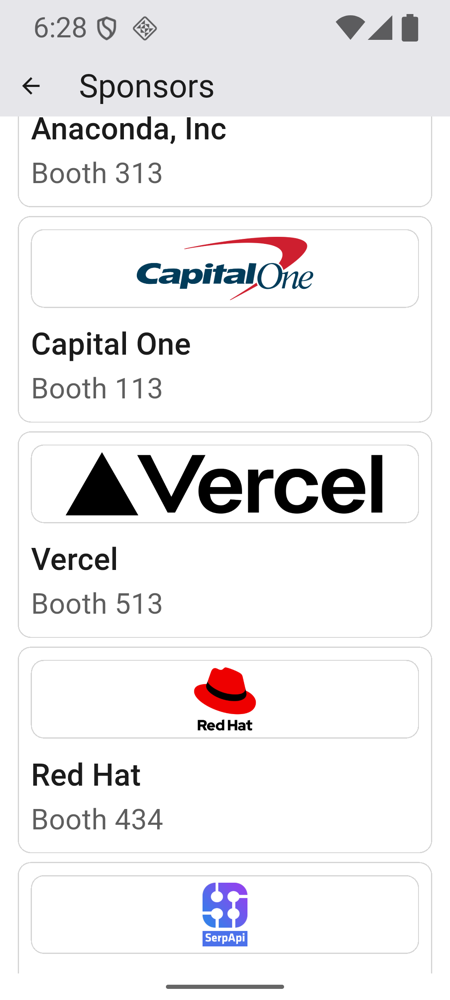 6:28
Sponsors
Anaconda, Inc
Booth 313
CapitalOne
Capital One
Booth 113
Vercel
Vercel
Booth 513
Red Hat
Red Hat
Booth 434
SerpApi